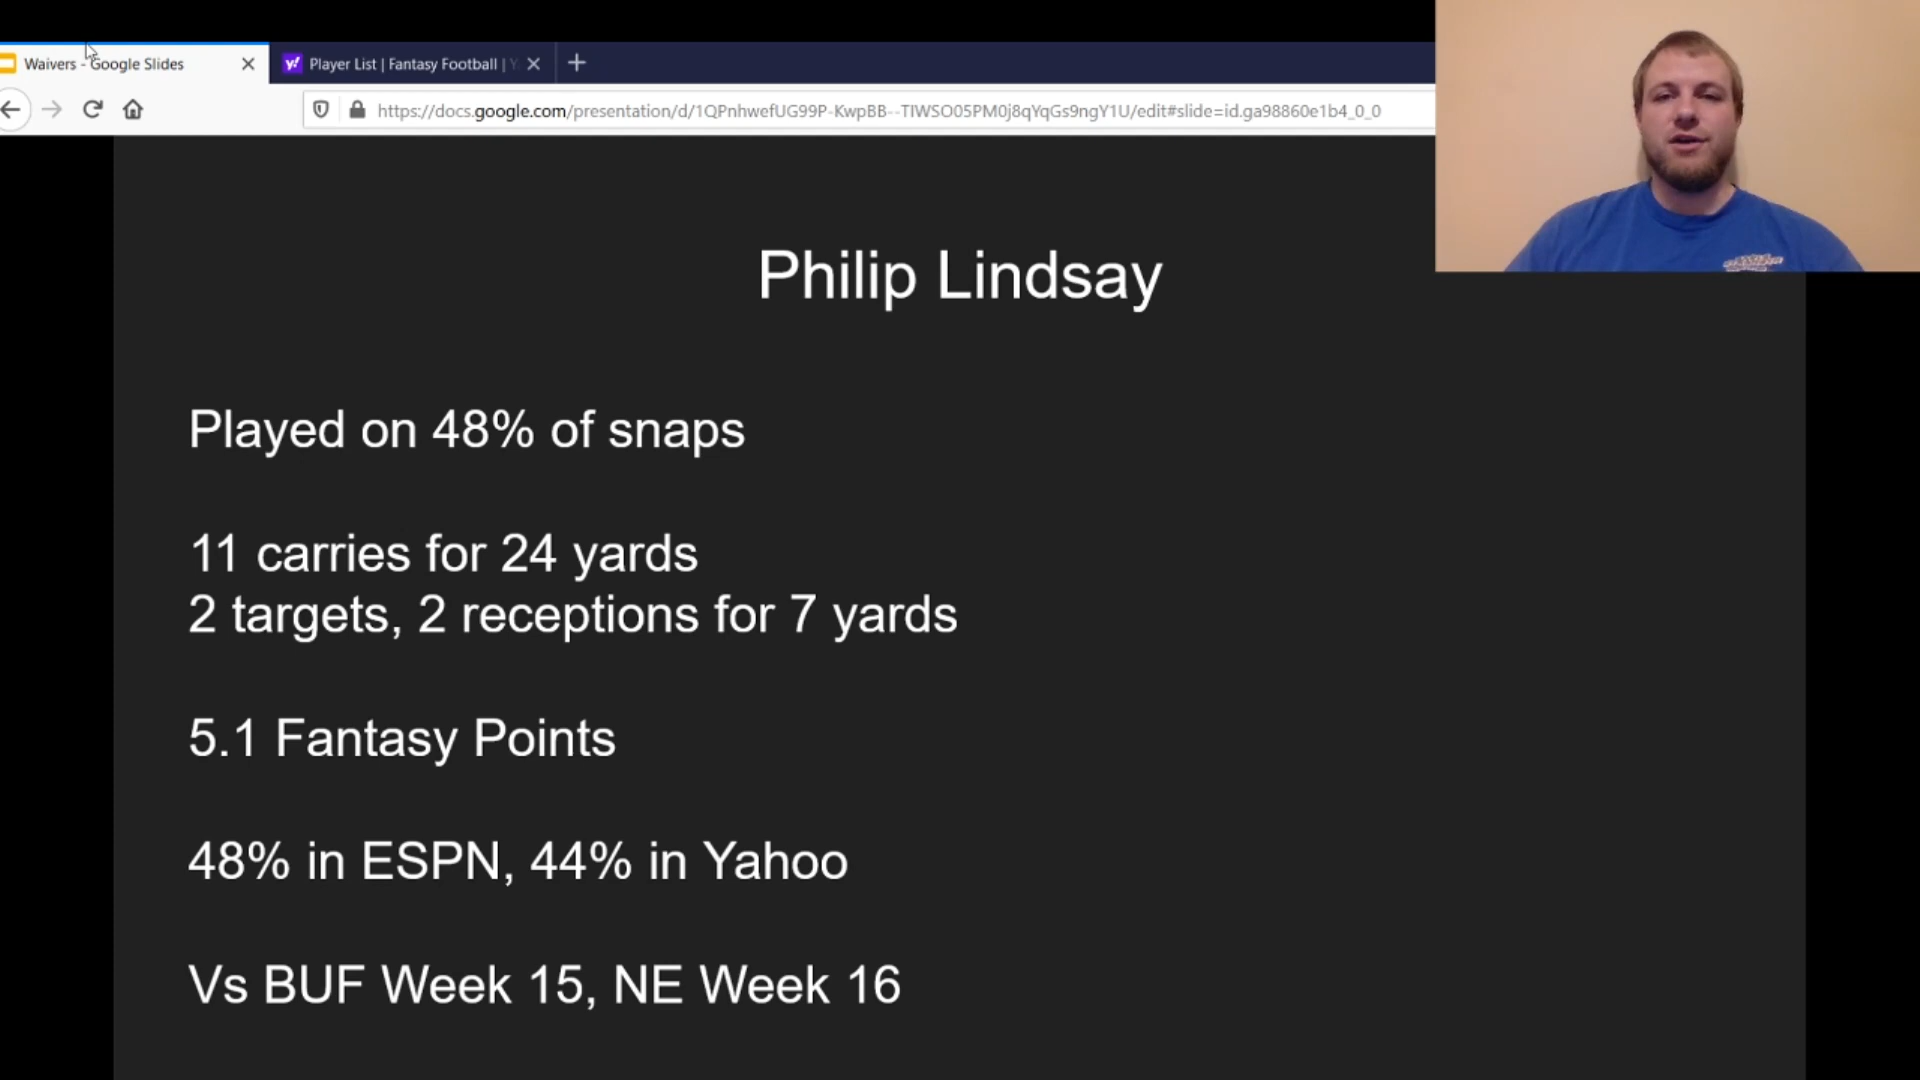 Waivers - Google Slides
Player List | Fantasy Football |
https://docs.google.com/presentation/d/1QPnhwefUG99P-KwpBB--TIWSO05PM0j8qYqGs9ngY1U/edit#slide=id.ga98860e1b4_0_0
Philip Lindsay
Played on 48% of snaps
11 carries for 24 yards
2 targets, 2 receptions for 7 yards
5.1 Fantasy Points
48% in ESPN, 44% in Yahoo
Vs BUF Week 15, NE Week 16